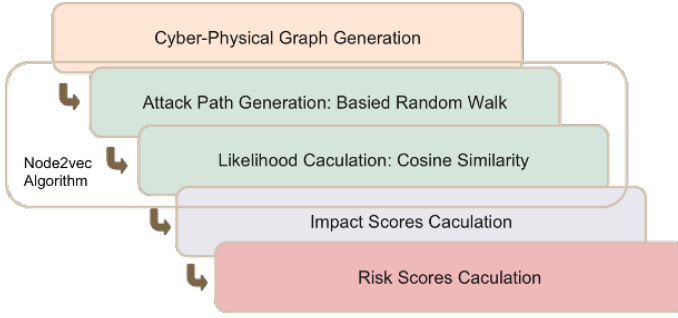 Cyber-Physical Graph Generation
Attack Path Generation: Basied Random Walk
Likelihood Caculation: Cosine Similarity
Node2vec
Algorithm
Impact Scores Caculation
Risk Scores Caculation